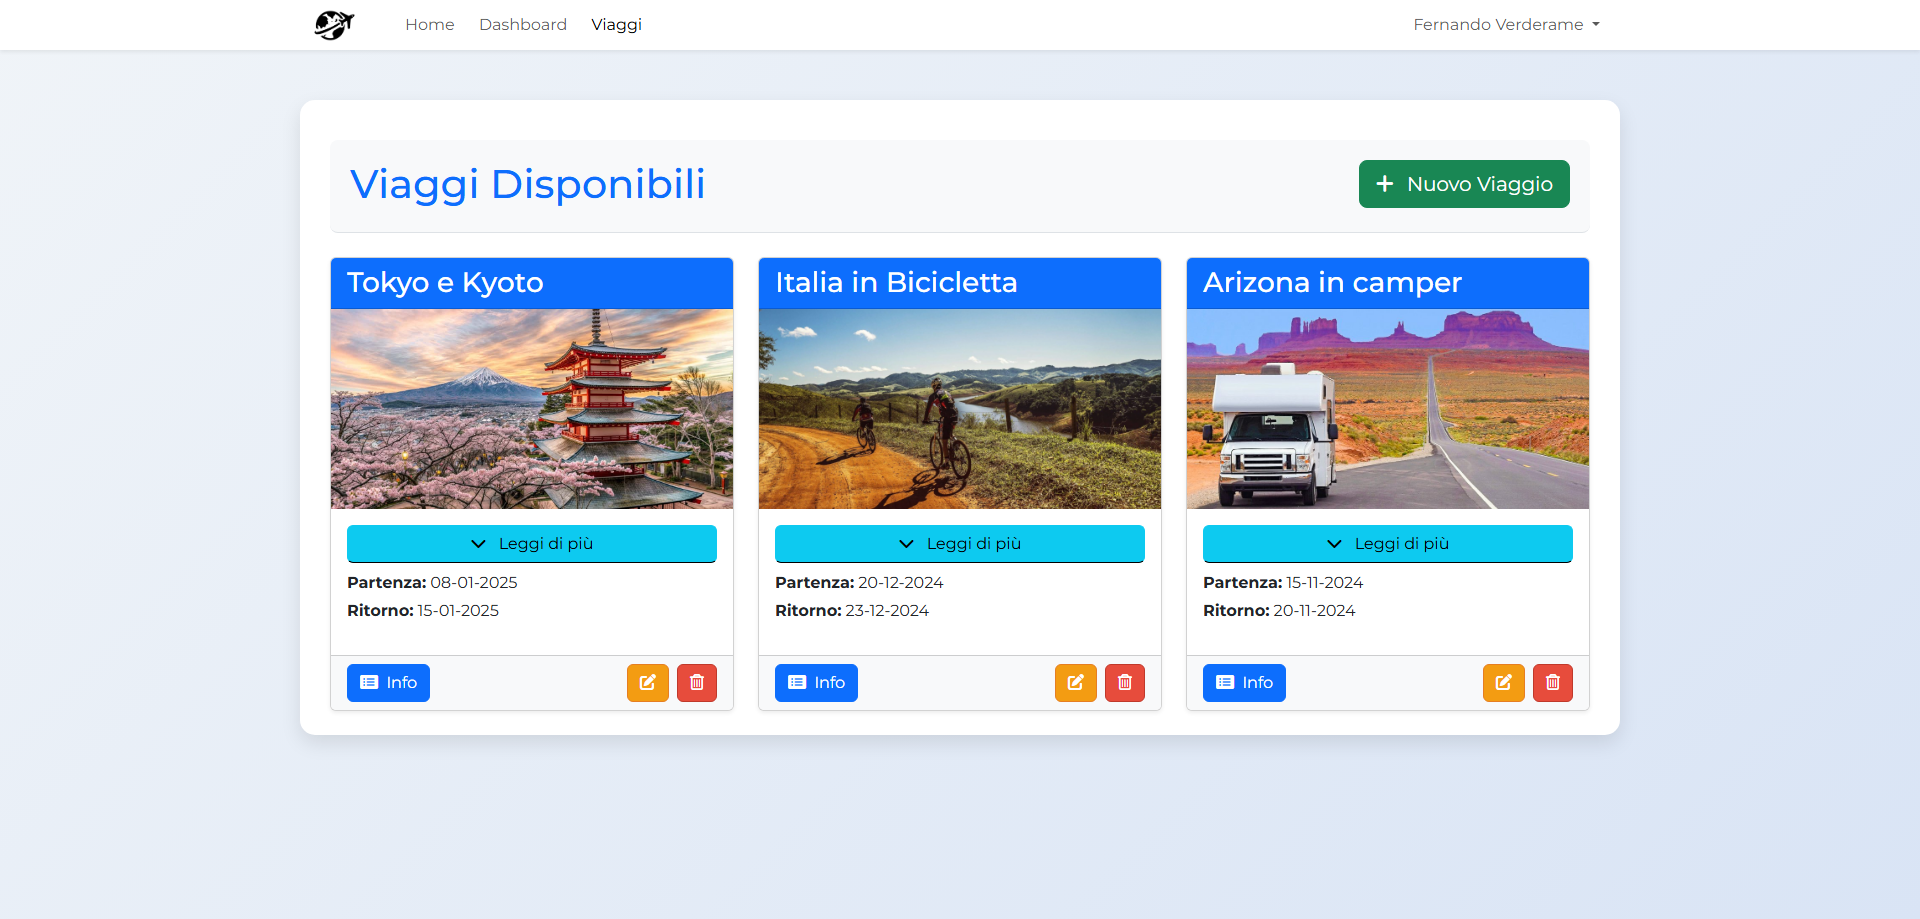 Home Dashboard Viaggi Fernando Verderame
Viaggi Disponibili
Nuovo Viaggio
Tokyo e Kyoto
Leggi di più
Partenza: 08-01-2025
Ritorno: 15-01-2025
Info
Italia in Bicicletta
Leggi di più
Partenza: 20-12-2024
Ritorno: 23-12-2024
Info
Arizona in camper
Leggi di più
Partenza: 15-11-2024
Ritorno: 20-11-2024
Info